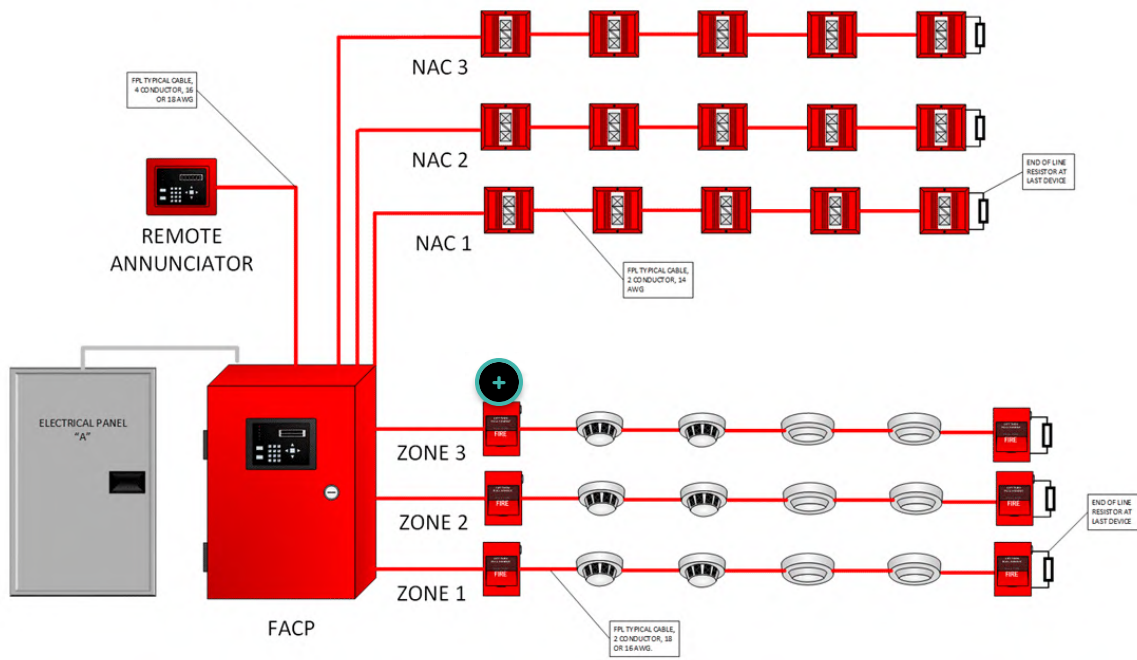 NAC 3
FPL TYPICAL CABLE,
4 CONDUCTOR, 16
OR 18 AWG
NAC 2
END OF LINE
RESISTOR AT
LAST DEVICE
REMOTE
ANNUNCIATOR
NAC 1
FPL TYPICAL CABLE,
2 CONDUCTOR, 14
AWG
ELECTRICAL PANEL
"A"
ZONE 3
FIRE
FIRE
ZONE 2
FIRE
FIRE
END OF LINE
RESISTOR AT
LAST DEVICE
ZONE 1
FIRE
FIRE
FACP
FPL TYPICAL CABLE,
2 CONDUCTOR, 18
OR 16 AWG.